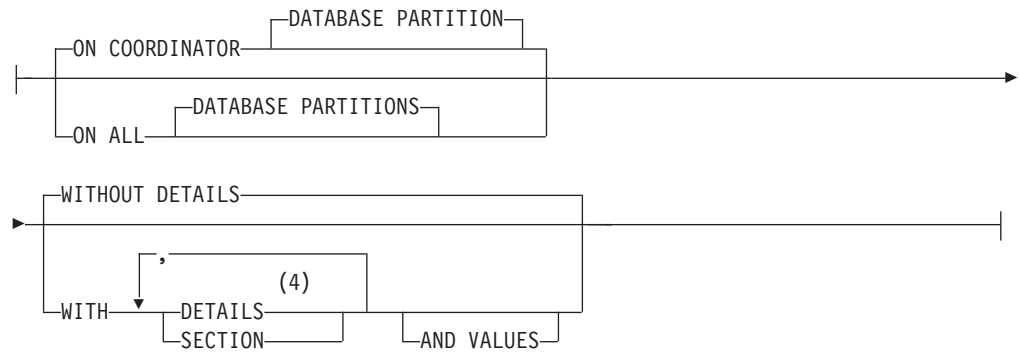 DATABASE PARTITION
ON COORDINATOR
DATABASE PARTITIONS
ON ALL
WITHOUT DETAILS
,
(4)
WITH DETAILS
SECTION AND VALUES